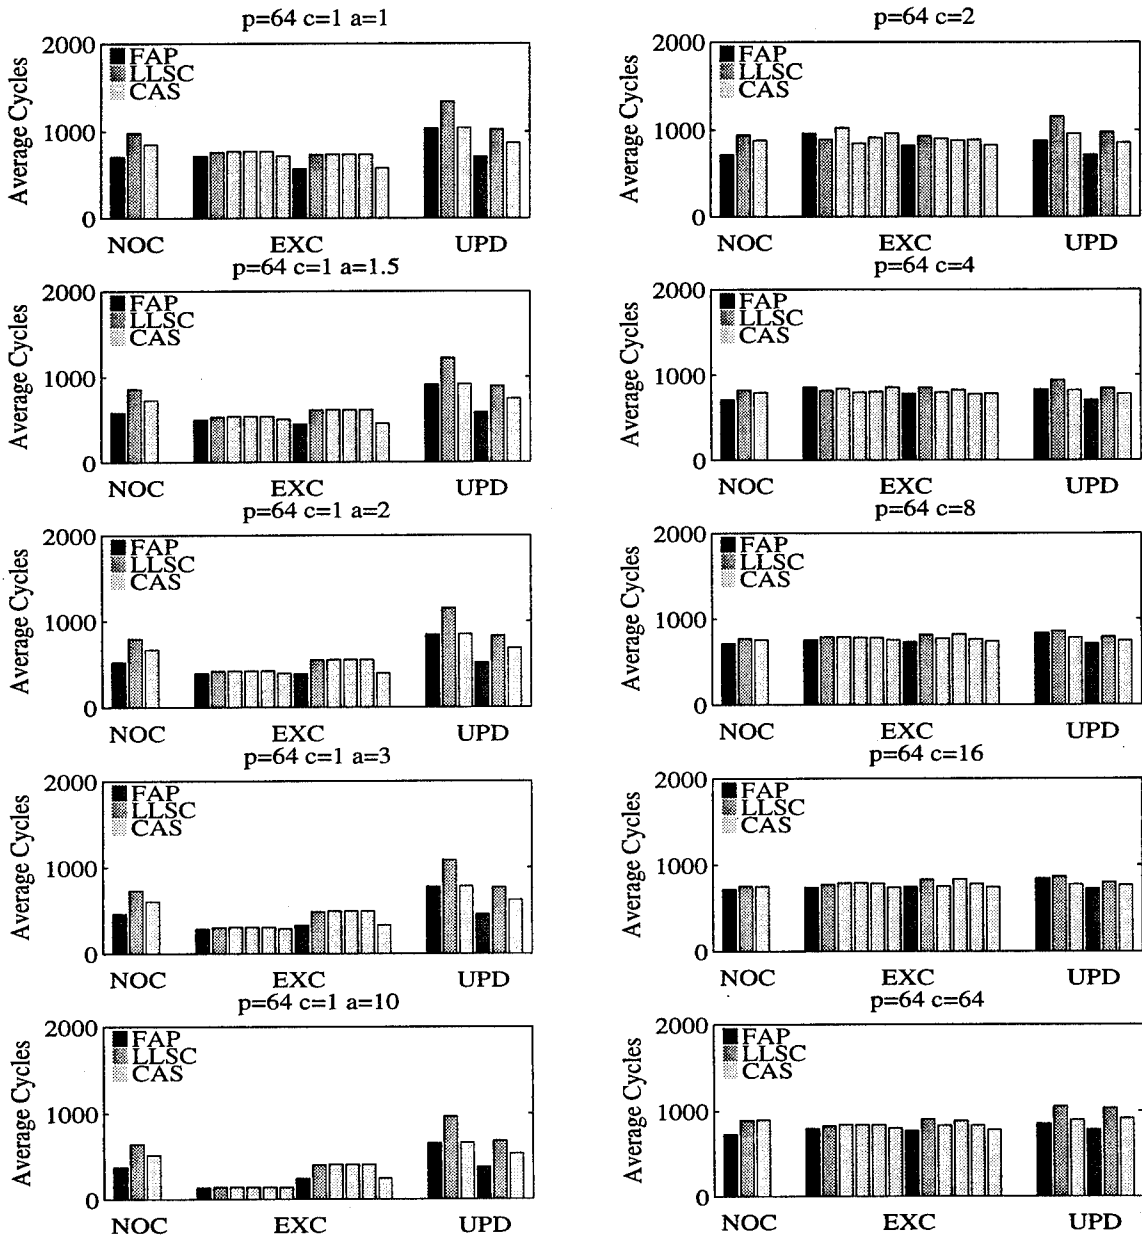 p=64 c=1 a=1
2000
1000
0
Average Cycles
FAP
LLSC
CAS
NOC EXC UPD
p=64 c=1 a=1.5
2000
1000
0
Average Cycles
FAP
LLSC
CAS
NOC EXC UPD
p=64 c=1 a=2
2000
1000
0
Average Cycles
FAP
LLSC
CAS
NOC EXC UPD
p=64 c=1 a=3
2000
1000
0
Average Cycles
FAP
LLSC
CAS
NOC EXC UPD
p=64 c=1 a=10
2000
1000
0
Average Cycles
FAP
LLSC
CAS
NOC EXC UPD
p=64 c=2
2000
1000
0
Average Cycles
FAP
LLSC
CAS
NOC EXC UPD
p=64 c=4
2000
1000
0
Average Cycles
FAP
LLSC
CAS
NOC EXC UPD
p=64 c=8
2000
1000
0
Average Cycles
FAP
LLSC
CAS
NOC EXC UPD
p=64 c=16
2000
1000
0
Average Cycles
FAP
LLSC
CAS
NOC EXC UPD
p=64 c=64
2000
1000
0
Average Cycles
FAP
LLSC
CAS
NOC EXC UPD